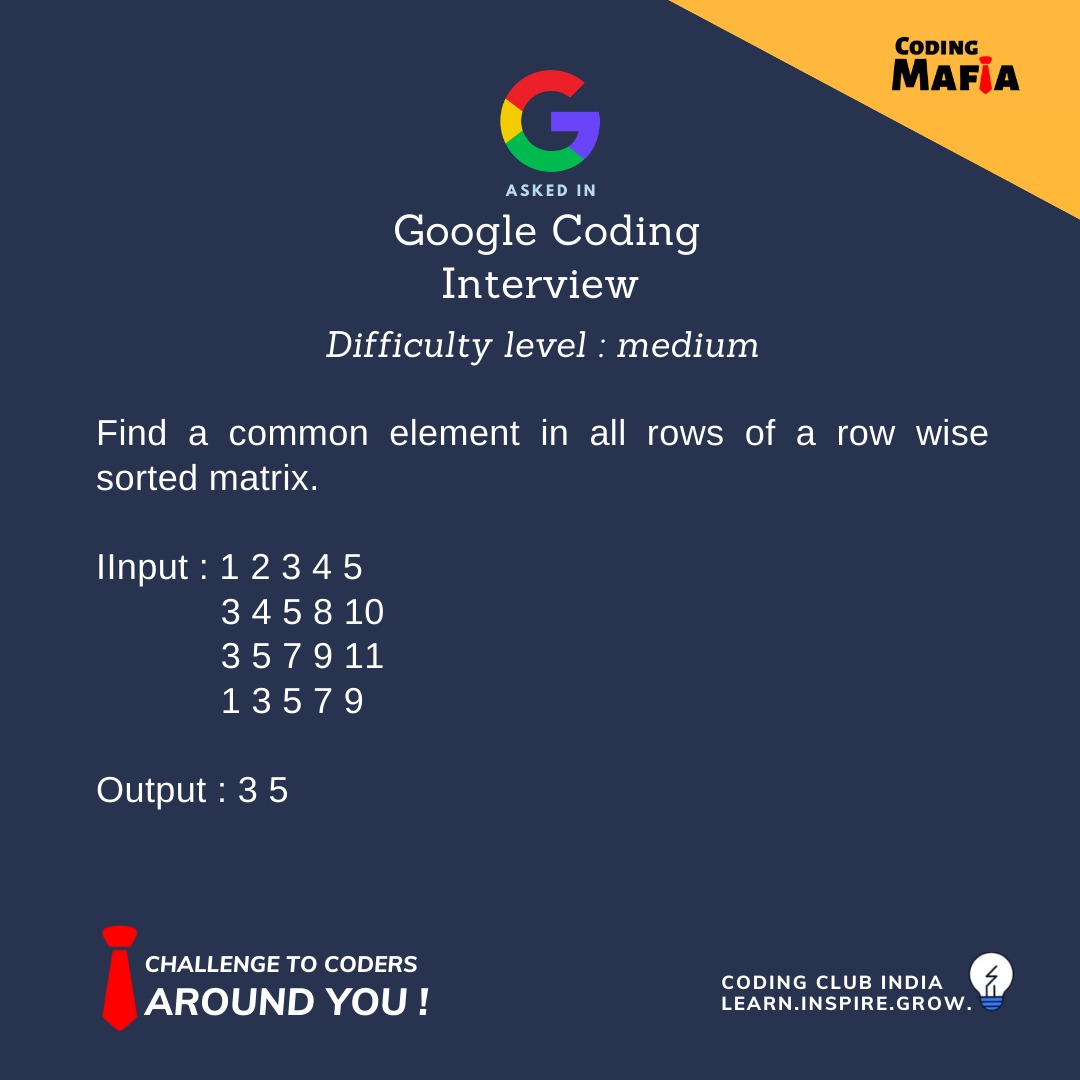 CODING
MAFIA
ASKED IN
Google Coding
Interview
Difficulty level : medium
Find a common element in all rows of a row wise
sorted matrix.
IInput : 1 2 3 4 5
3 4 5 8 10
3 5 7 9 11
1 3 5 7 9
Output : 3 5
CHALLENGE TO CODERS
AROUND YOU !
CODING CLUB INDIA
LEARN.INSPIRE.GROW.